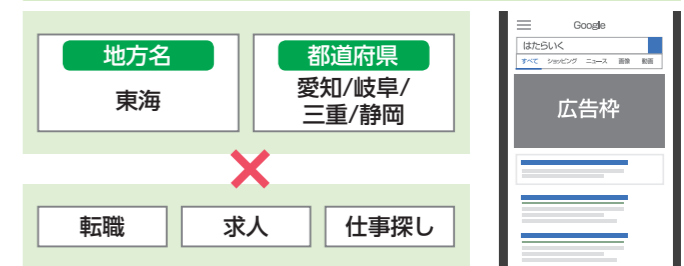 地方名
東海
都道府県
愛知/岐阜/
三重/静岡
×
転職
求人
仕事探し
Google
はたらいく
すべて ショッピング ニュース 画像 動画
広告枠